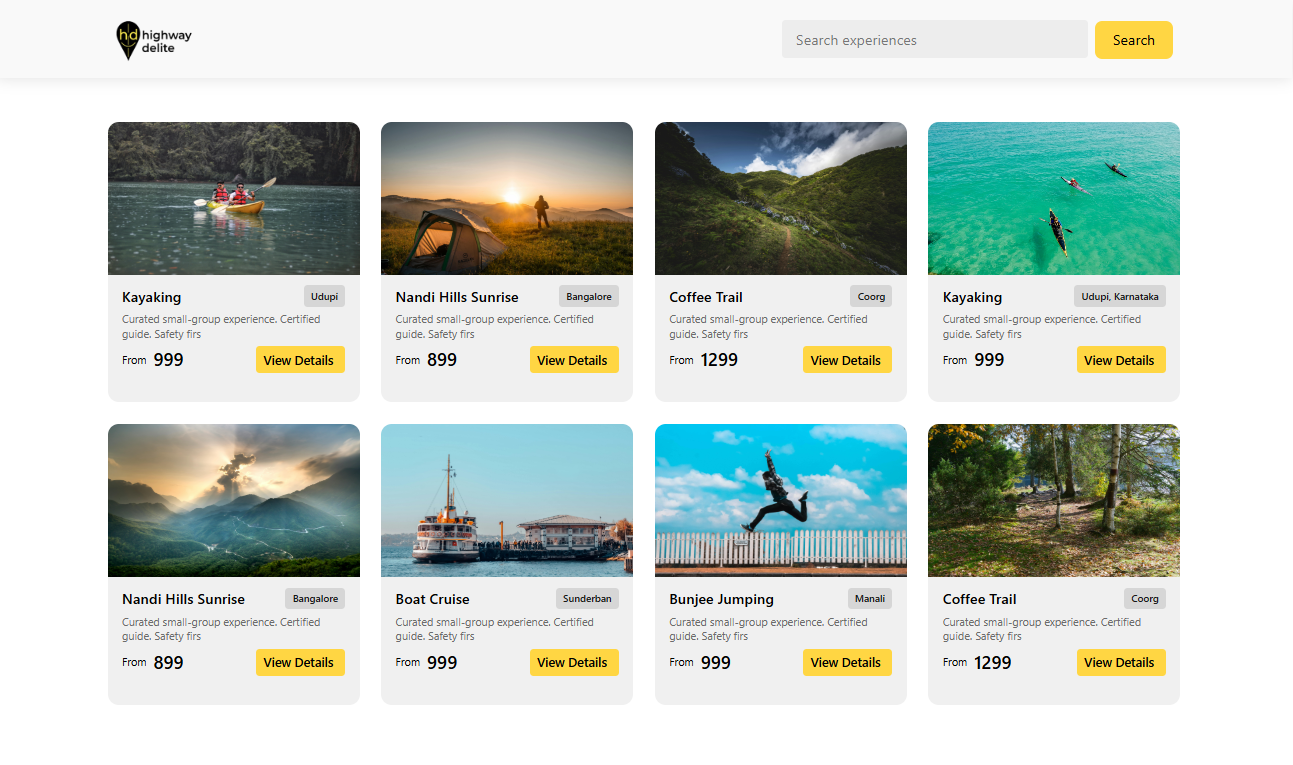 hd highway
delite
Search experiences
Search
Kayaking
Udupi
Curated small-group experience. Certified
guide. Safety firs
From 999
View Details
Nandi Hills Sunrise
Bangalore
Curated small-group experience. Certified
guide. Safety firs
From 899
View Details
Coffee Trail
Coorg
Curated small-group experience. Certified
guide. Safety firs
From 1299
View Details
Kayaking
Udupi, Karnataka
Curated small-group experience. Certified
guide. Safety firs
From 999
View Details
Nandi Hills Sunrise
Bangalore
Curated small-group experience. Certified
guide. Safety firs
From 899
View Details
Boat Cruise
Sunderban
Curated small-group experience. Certified
guide. Safety firs
From 999
View Details
Bunjee Jumping
Manali
Curated small-group experience. Certified
guide. Safety firs
From 999
View Details
Coffee Trail
Coorg
Curated small-group experience. Certified
guide. Safety firs
From 1299
View Details